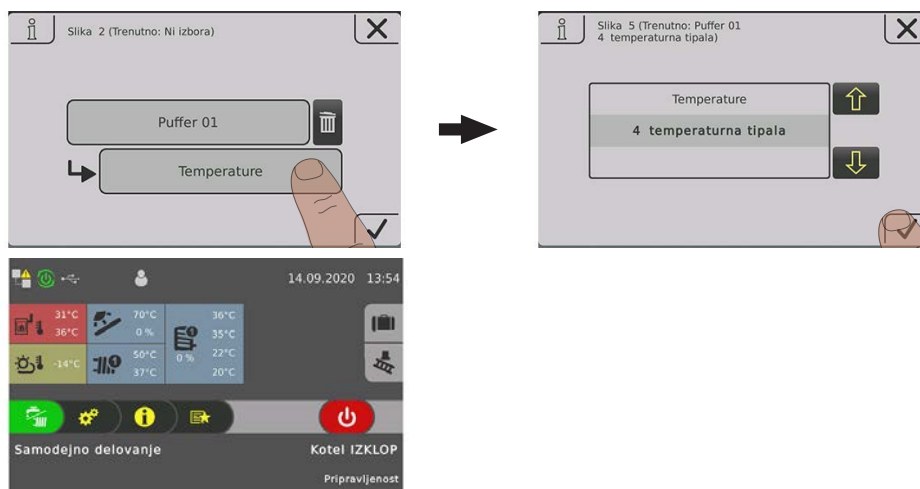 Slika 2 (Trenutno: Ni izbora)
Puffer 01
Temperature
Slika 5 (Trenutno: Puffer 01
4 temperaturna tipala)
Temperature
4 temperaturna tipala
14.09.2020 13:54
31°C
36°C
70°C
0 %
36°C
35°C
1
0 %
-14°C
50°C
37°C
1
22°C
20°C
Samodejno delovanje
Kotel IZKLOP
Pripravljenost